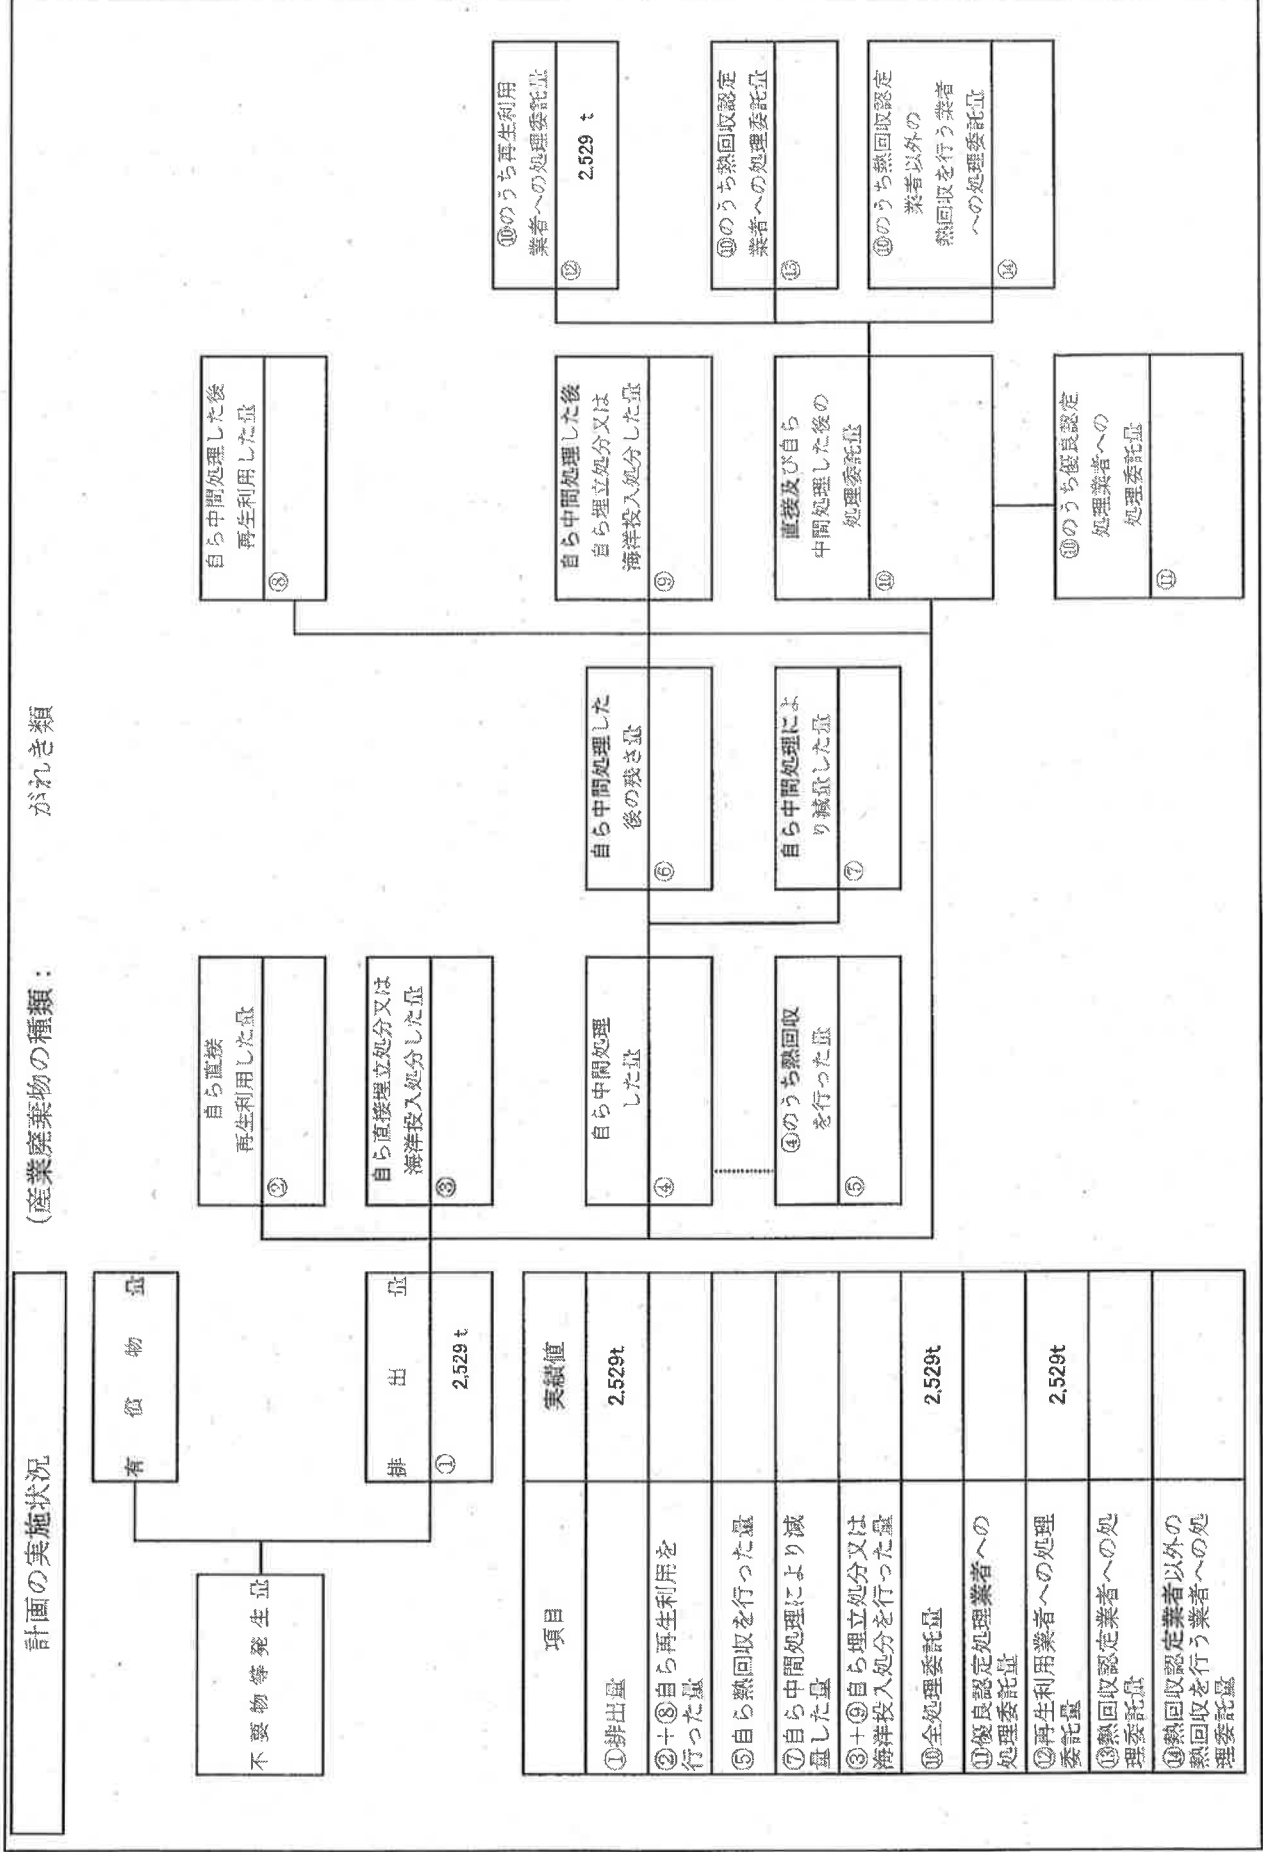 計画の実施状況
(産業廃棄物の種類：
がれき類
不要物等発生量
有償物量
排出量
①
2,529 t
自ら直接
再生利用した量
②
自ら直接埋立処分又は
海洋投入処分した量
③
自ら中間処理
した量
④
④のうち熱回収
を行った量
⑤
自ら中間処理した
後の残さ量
⑥
自ら中間処理によ
り減量した量
⑦
自ら中間処理した後
再生利用した量
⑧
自ら中間処理した後
自ら埋立処分又は
海洋投入処分した量
⑨
直接及び自ら
中間処理した後の
処理委託量
⑩
⑩のうち優良認定
処理業者への
処理委託量
⑪
⑩のうち再生利用
業者への処理委託量
⑫
2,529 t
⑩のうち熱回収認定
業者への処理委託量
⑬
⑩のうち熱回収認定
業者以外の
熱回収を行う業者
への処理委託量
⑭
項目 実績値
①排出量 2,529t
②＋⑧自ら再生利用を
行った量
⑤自ら熱回収を行った量
⑦自ら中間処理により減
量した量
③＋⑨自ら埋立処分又は
海洋投入処分を行った量
⑩全処理委託量 2,529t
⑪優良認定処理業者への
処理委託量
⑫再生利用業者への処理
委託量 2,529t
⑬熱回収認定業者への処
理委託量
⑭熱回収認定業者以外の
熱回収を行う業者への処
理委託量